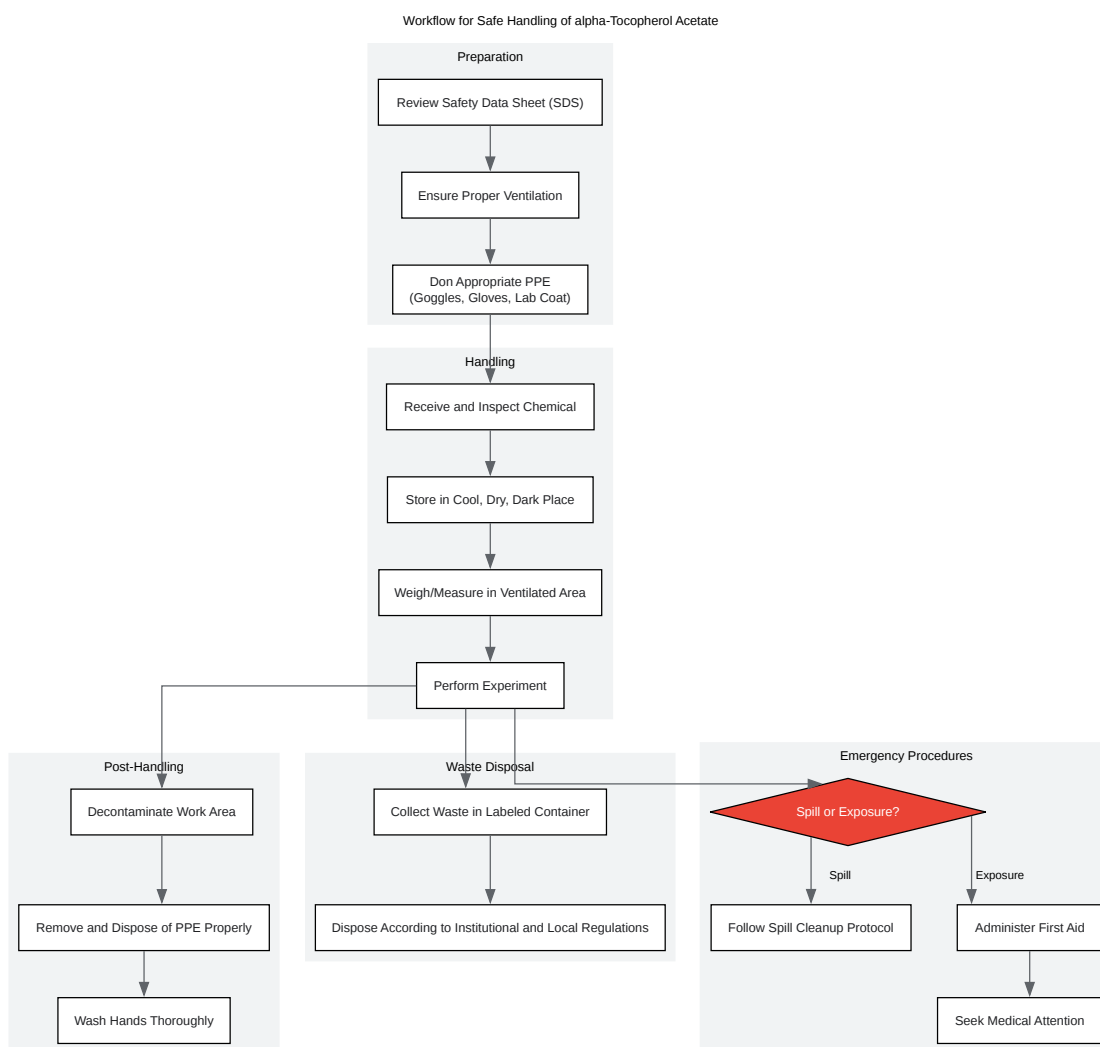 Workflow for Safe Handling of alpha-Tocopherol Acetate
Preparation
Review Safety Data Sheet (SDS)
Ensure Proper Ventilation
Don Appropriate PPE
(Goggles, Gloves, Lab Coat)
Handling
Receive and Inspect Chemical
Store in Cool, Dry, Dark Place
Weigh/Measure in Ventilated Area
Perform Experiment
Post-Handling
Decontaminate Work Area
Remove and Dispose of PPE Properly
Wash Hands Thoroughly
Waste Disposal
Collect Waste in Labeled Container
Dispose According to Institutional and Local Regulations
Emergency Procedures
Spill or Exposure?
Spill
Exposure
Follow Spill Cleanup Protocol
Administer First Aid
Seek Medical Attention